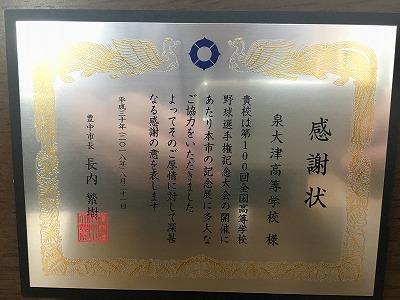 感謝状
泉大津高等学校 様
貴校は第100回全国高等学校
野球選手権記念大会の開催に
あたり本市の記念展に多大な
ご協力をいただきました
よってそのご厚情に対して深甚
なる感謝の意を表します
平成三十年(二〇一八年)八月二十一日
豊中市長 長内 繁樹